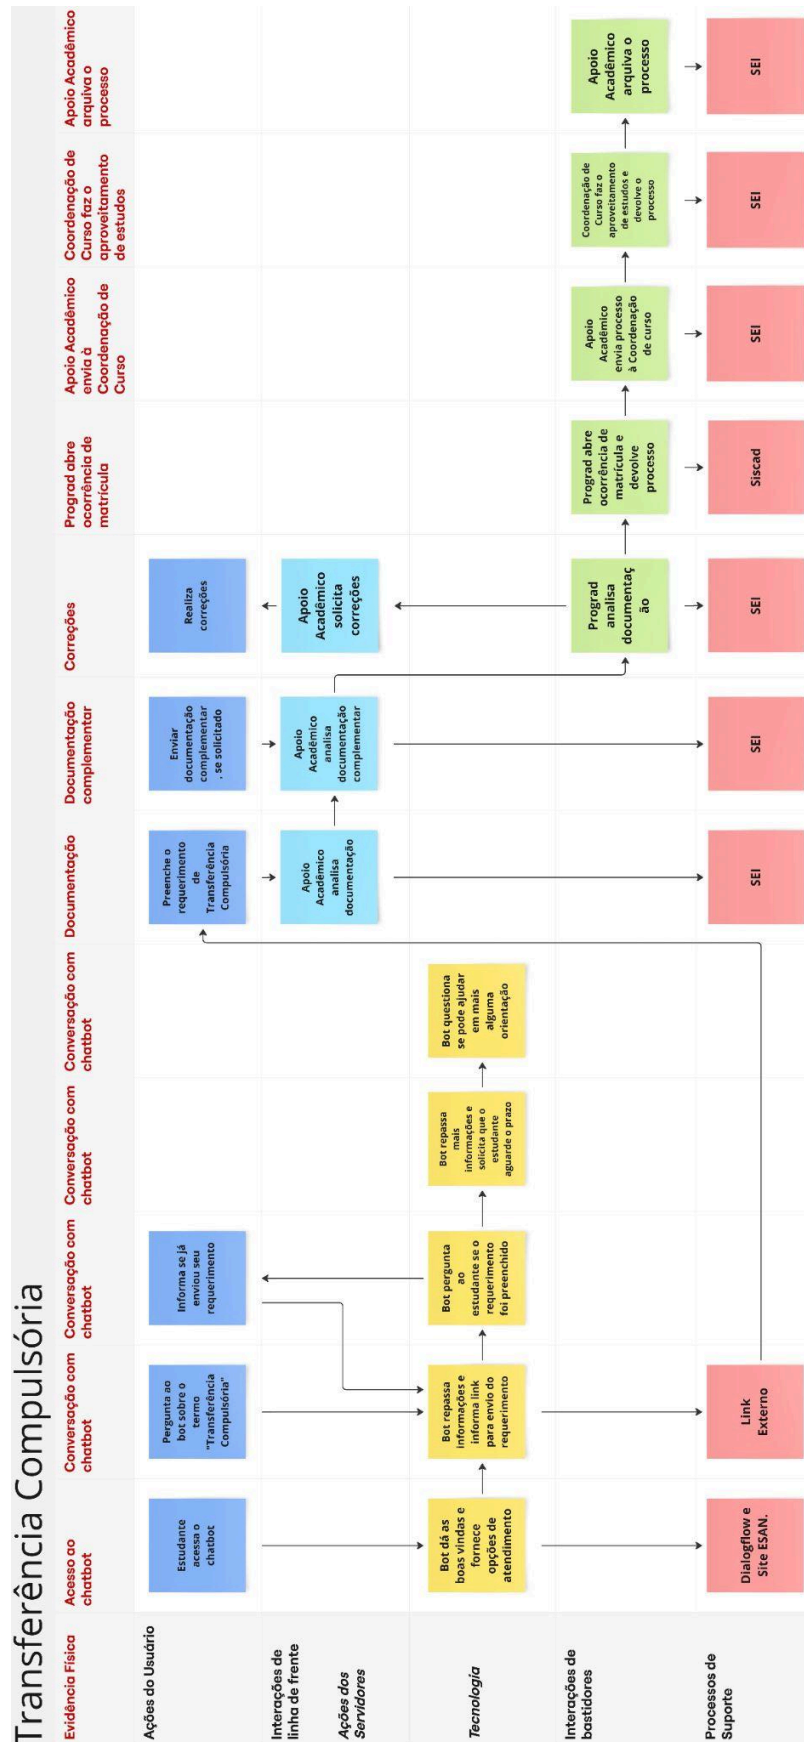 Transferência Compulsória
Evidência Física
Acesso ao
chatbot
Conversação com
chatbot
Conversação com
chatbot
Conversação com
chatbot
Conversação com
chatbot
Documentação
Documentação
complementar
Correções
Prograd abre
ocorrência de
matrícula
Apoio Acadêmico
envia à
Coordenação de
Curso
Coordenação de
Curso faz o
aproveitamento
de estudos
Apoio Acadêmico
arquiva o
processo
Ações do Usuário
Estudante
acessa o
chatbot
Pergunta ao
bot sobre o
termo
"Transferência
Compulsória"
Informa se já
enviou seu
requerimento
Preenche o
requerimento
de
Transferência
Compulsória
Enviar
documentação
complementar
, se solicitado
Realiza
correções
Interações de
linha de frente
Ações dos
Servidores
Apoio
Acadêmico
analisa
documentação
Apoio
Acadêmico
analisa
documentação
complementar
Apoio
Acadêmico
solicita
correções
Tecnologia
Bot dá as
boas vindas e
fornece
opções de
atendimento
Bot repassa
informações e
informa link
para envio do
requerimento
Bot pergunta
ao
estudante se o
requerimento
foi preenchido
Bot repassa
mais
informações e
solicita que o
estudante
aguarde o prazo
Bot questiona
se pode ajudar
em mais
alguma
orientação
Interações de
bastidores
Prograd
analisa
documentaç
ão
Prograd abre
ocorrência de
matrícula e
devolve
processo
Apoio
Acadêmico
envia processo
à Coordenação
de curso
Coordenação de
Curso faz o
aproveitamento
de estudos e
devolve o
processo
Apoio
Acadêmico
arquiva o
processo
Processos de
Suporte
Dialogflow e
Site ESAN.
Link
Externo
SEI
SEI
SEI
Siscad
SEI
SEI
SEI